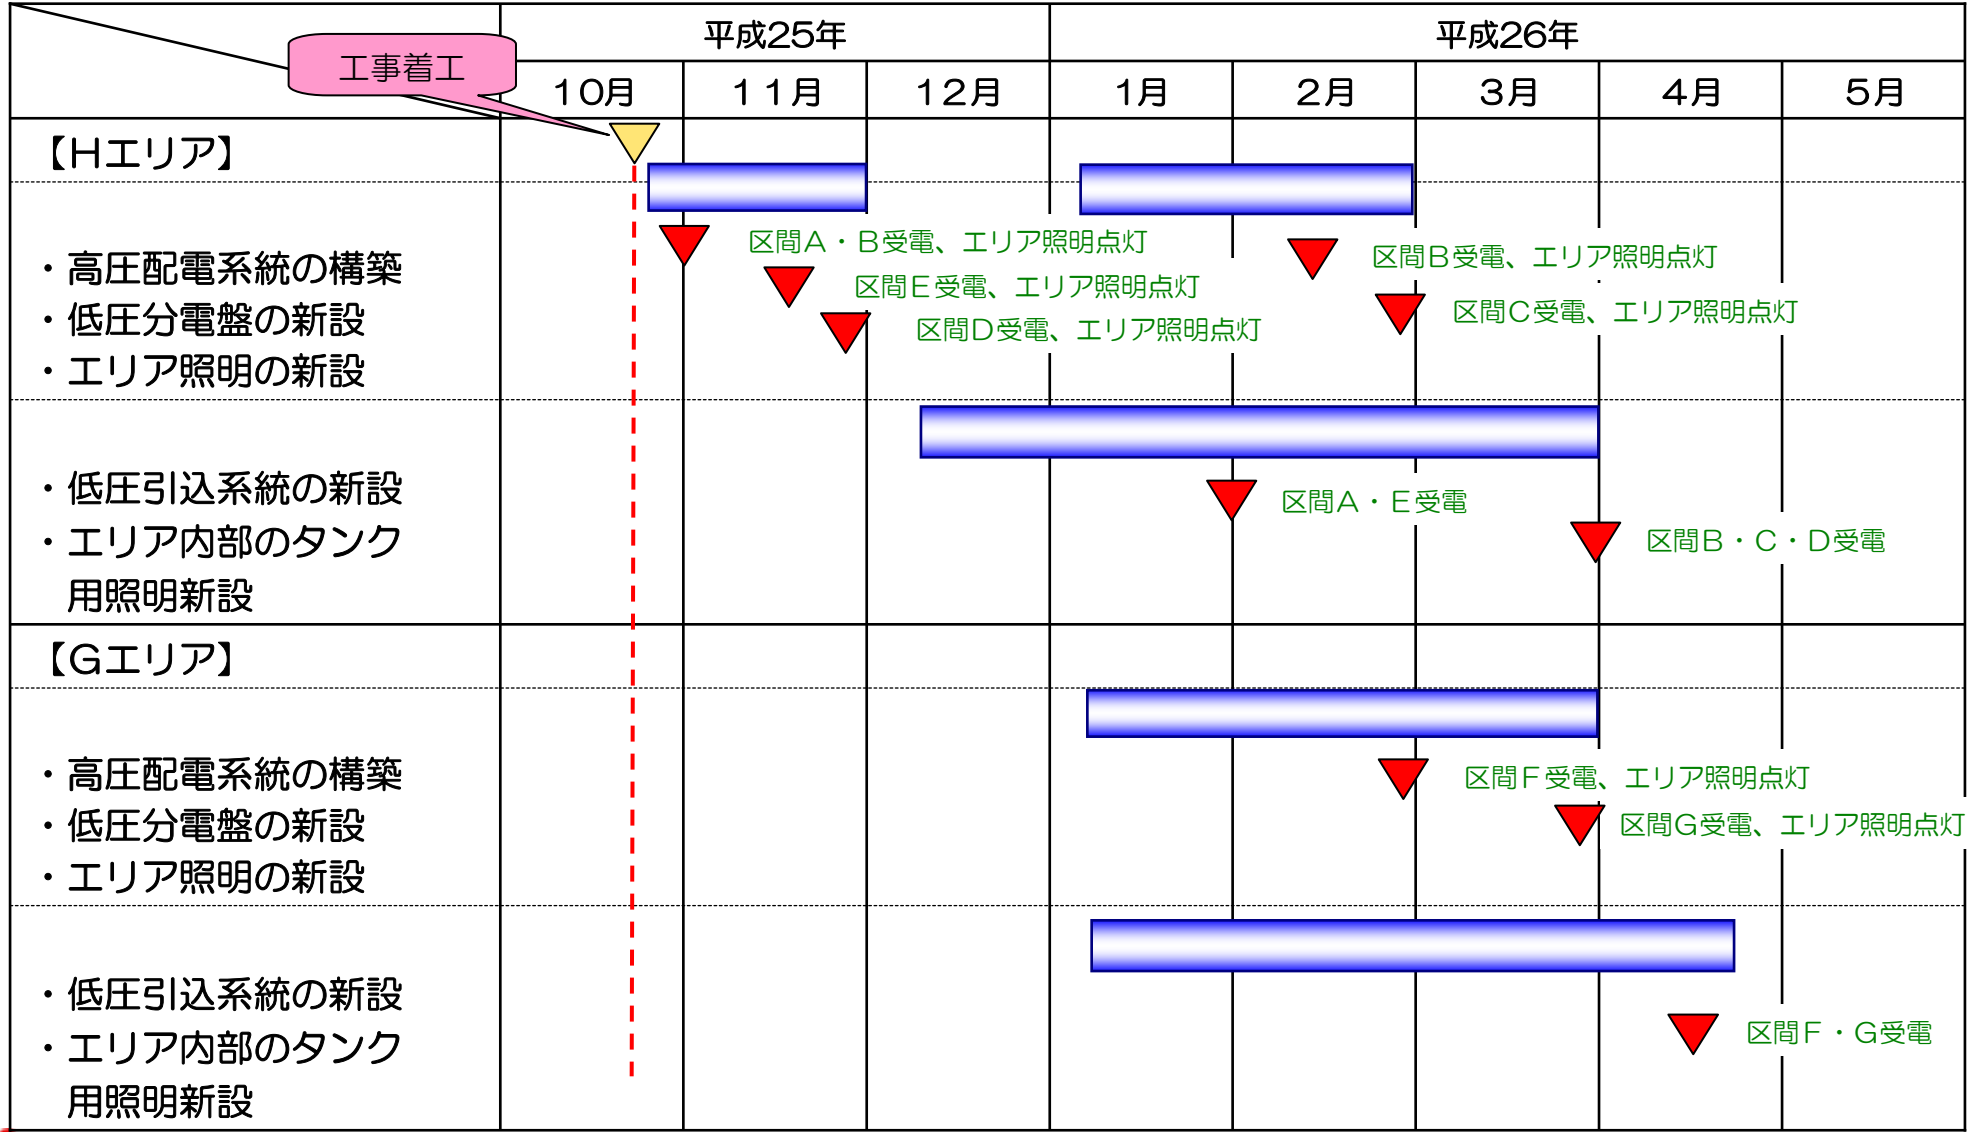 平成25年
平成26年
工事着工
10月
11月
12月
1月
2月
3月
4月
5月
【Hエリア】
・高圧配電系統の構築
・低圧分電盤の新設
・エリア照明の新設
区間A・B受電、エリア照明点灯
区間E受電、エリア照明点灯
区間D受電、エリア照明点灯
区間B受電、エリア照明点灯
区間C受電、エリア照明点灯
・低圧引込系統の新設
・エリア内部のタンク
用照明新設
区間A・E受電
区間B・C・D受電
【Gエリア】
・高圧配電系統の構築
・低圧分電盤の新設
・エリア照明の新設
区間F受電、エリア照明点灯
区間G受電、エリア照明点灯
・低圧引込系統の新設
・エリア内部のタンク
用照明新設
区間F・G受電